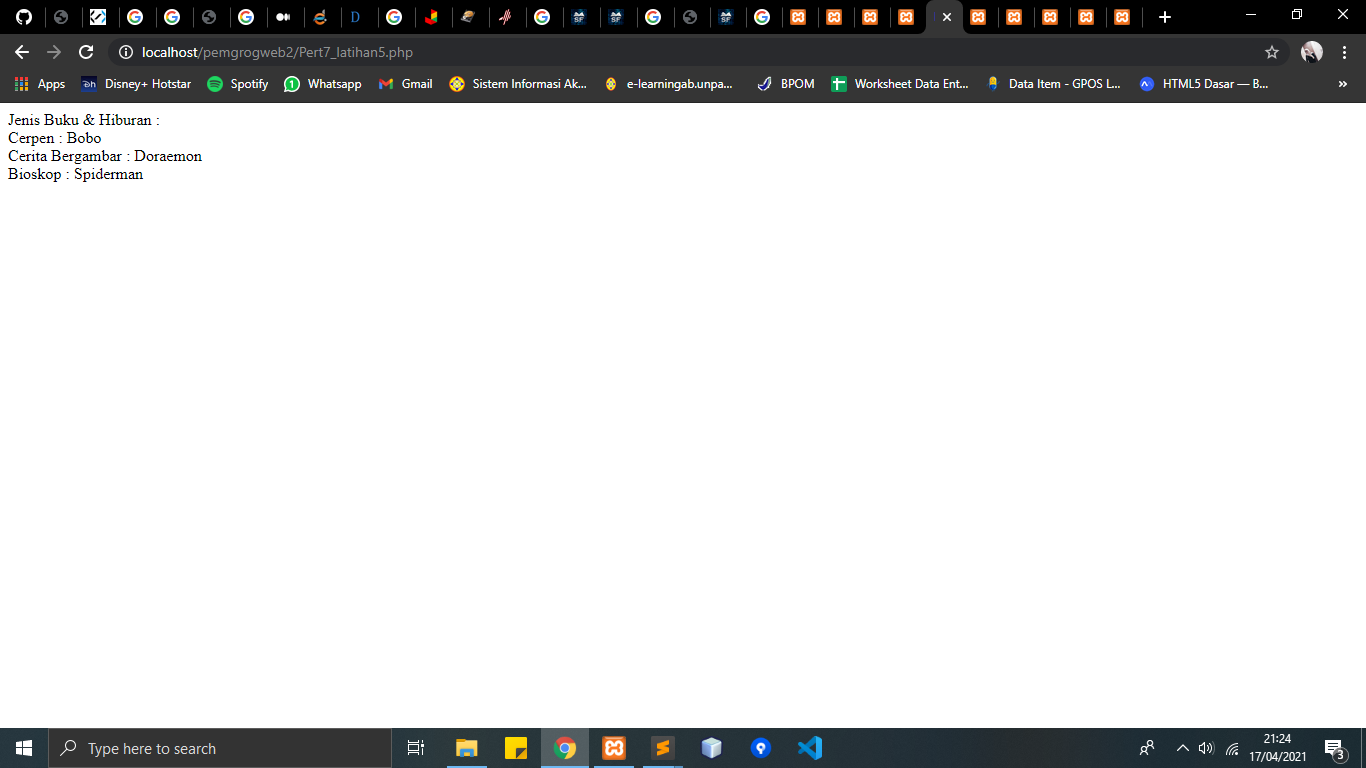 localhost/pemgrogweb2/Pert7_latihan5.php
Apps Disney+ Hotstar Spotify Whatsapp Gmail Sistem Informasi Ak... e-learningab.unpa... BPOM Worksheet Data Ent... Data Item - GPOS L... HTML5 Dasar — B... »
Jenis Buku & Hiburan :
Cerpen : Bobo
Cerita Bergambar : Doraemon
Bioskop : Spiderman
Type here to search
21:24
17/04/2021
3